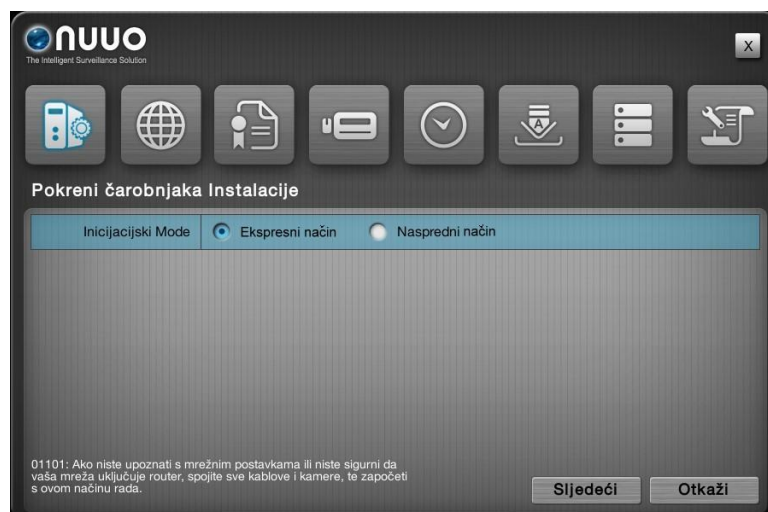 nuuo
The Intelligent Surveillance Solution
X
A
Pokreni čarobnjaka Instalacije
Inicijacijski Mode
Ekspresni način
Naspredni način
01101: Ako niste upoznati s mrežnim postavkama ili niste sigurni da
vaša mreža uključuje router, spojite sve kablove i kamere, te započeti
s ovom načinu rada.
Sljedeći
Otkaži